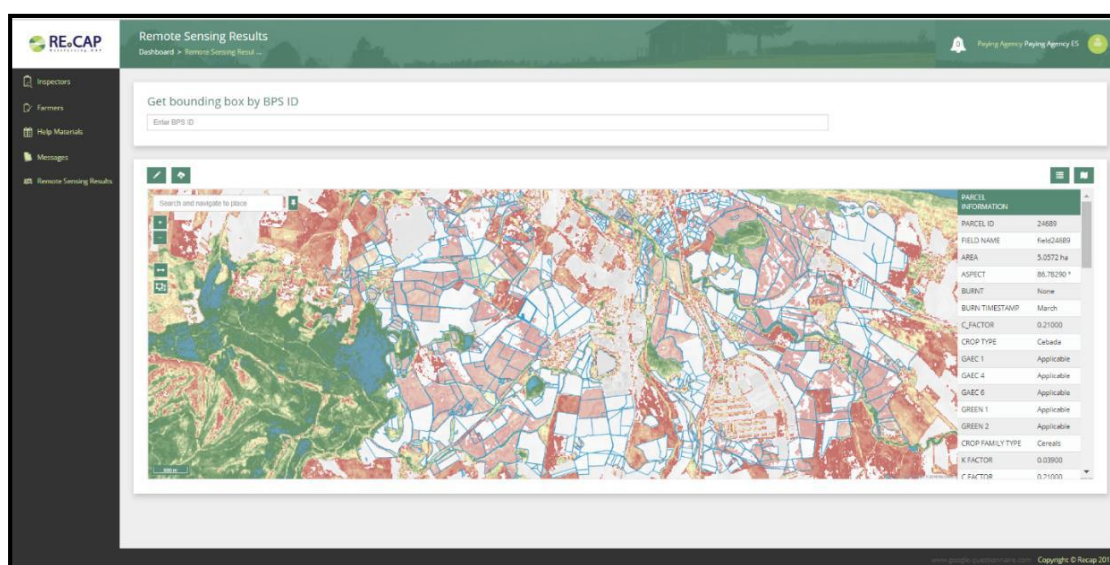 RECAP
Remote Sensing Results
Dashboard > Remote Sensing Resul ...
0
Paying Agency Paying Agency ES
Inspectors
Farmers
Help Materials
Messages
Remote Sensing Results
Get bounding box by BPS ID
Enter BPS ID
Search and navigate to place
+
-
PARCEL
INFORMATION
PARCEL ID 24689
FIELD NAME field24689
AREA 5.0572 ha
ASPECT 86.78290 °
BURNT None
BURN TIMESTAMP March
C_FACTOR 0.21000
CROP TYPE Cebada
GAEC 1 Applicable
GAEC 4 Applicable
GAEC 6 Applicable
GREEN 1 Applicable
GREEN 2 Applicable
CROP FAMILY TYPE Cereals
K FACTOR 0.03900
C FACTOR 0.21000
Copyright © Recap 201